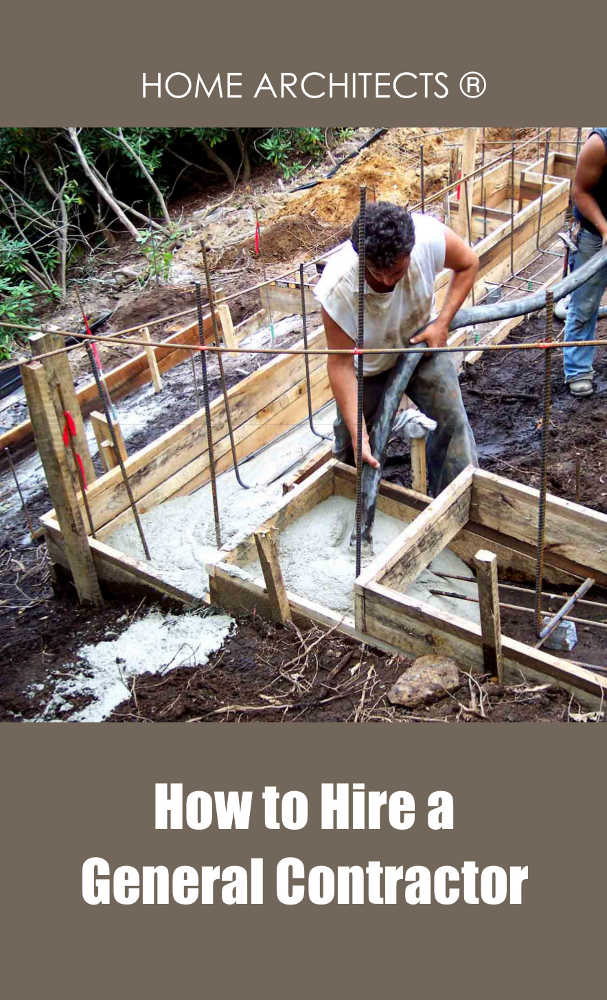 HOME ARCHITECTS ®
How to Hire a
General Contractor